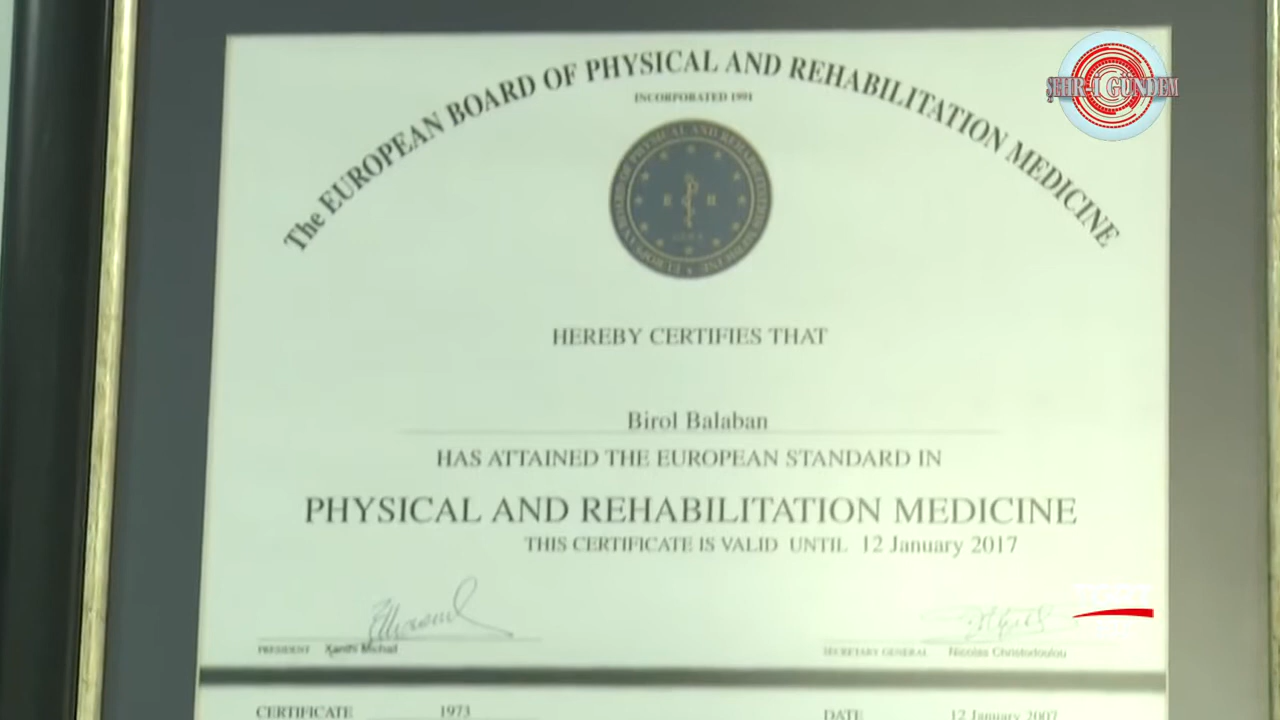 ŞEHR-İ GÜNDEM
The EUROPEAN BOARD OF PHYSICAL AND REHABILITATION MEDICINE
INCORPORATED 1991
HEREBY CERTIFIES THAT
Birol Balaban
HAS ATTAINED THE EUROPEAN STANDARD IN
PHYSICAL AND REHABILITATION MEDICINE
THIS CERTIFICATE IS VALID UNTIL 12 January 2017
PRESIDENT Xanthi Michail
SECRETARY GENERAL Nicolas Christodoulou
CERTIFICATE 1973
DATE 12 January 2007